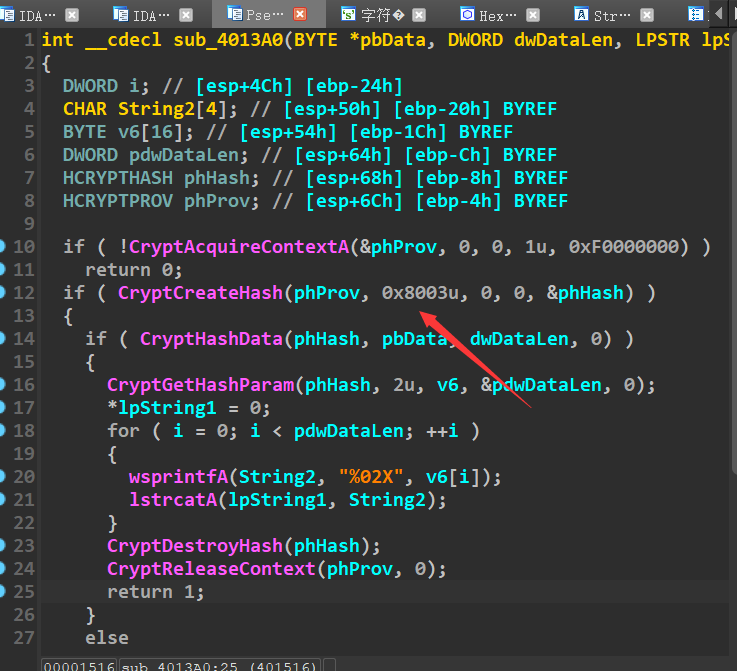 IDA… IDA… Pse… 字符� Hex… Str…
1 int __cdecl sub_4013A0(BYTE *pbData, DWORD dwDataLen, LPSTR lpS
2 {
3 DWORD i; // [esp+4Ch] [ebp-24h]
4 CHAR String2[4]; // [esp+50h] [ebp-20h] BYREF
5 BYTE v6[16]; // [esp+54h] [ebp-1Ch] BYREF
6 DWORD pdwDataLen; // [esp+64h] [ebp-Ch] BYREF
7 HCRYPTHASH phHash; // [esp+68h] [ebp-8h] BYREF
8 HCRYPTPROV phProv; // [esp+6Ch] [ebp-4h] BYREF
9
10 if ( !CryptAcquireContextA(&phProv, 0, 0, 1u, 0xF0000000) )
11 return 0;
12 if ( CryptCreateHash(phProv, 0x8003u, 0, 0, &phHash) )
13 {
14 if ( CryptHashData(phHash, pbData, dwDataLen, 0) )
15 {
16 CryptGetHashParam(phHash, 2u, v6, &pdwDataLen, 0);
17 *lpString1 = 0;
18 for ( i = 0; i < pdwDataLen; ++i )
19 {
20 wsprintfA(String2, "%02X", v6[i]);
21 lstrcatA(lpString1, String2);
22 }
23 CryptDestroyHash(phHash);
24 CryptReleaseContext(phProv, 0);
25 return 1;
26 }
27 else
00001516 sub_4013A0:25 (401516)